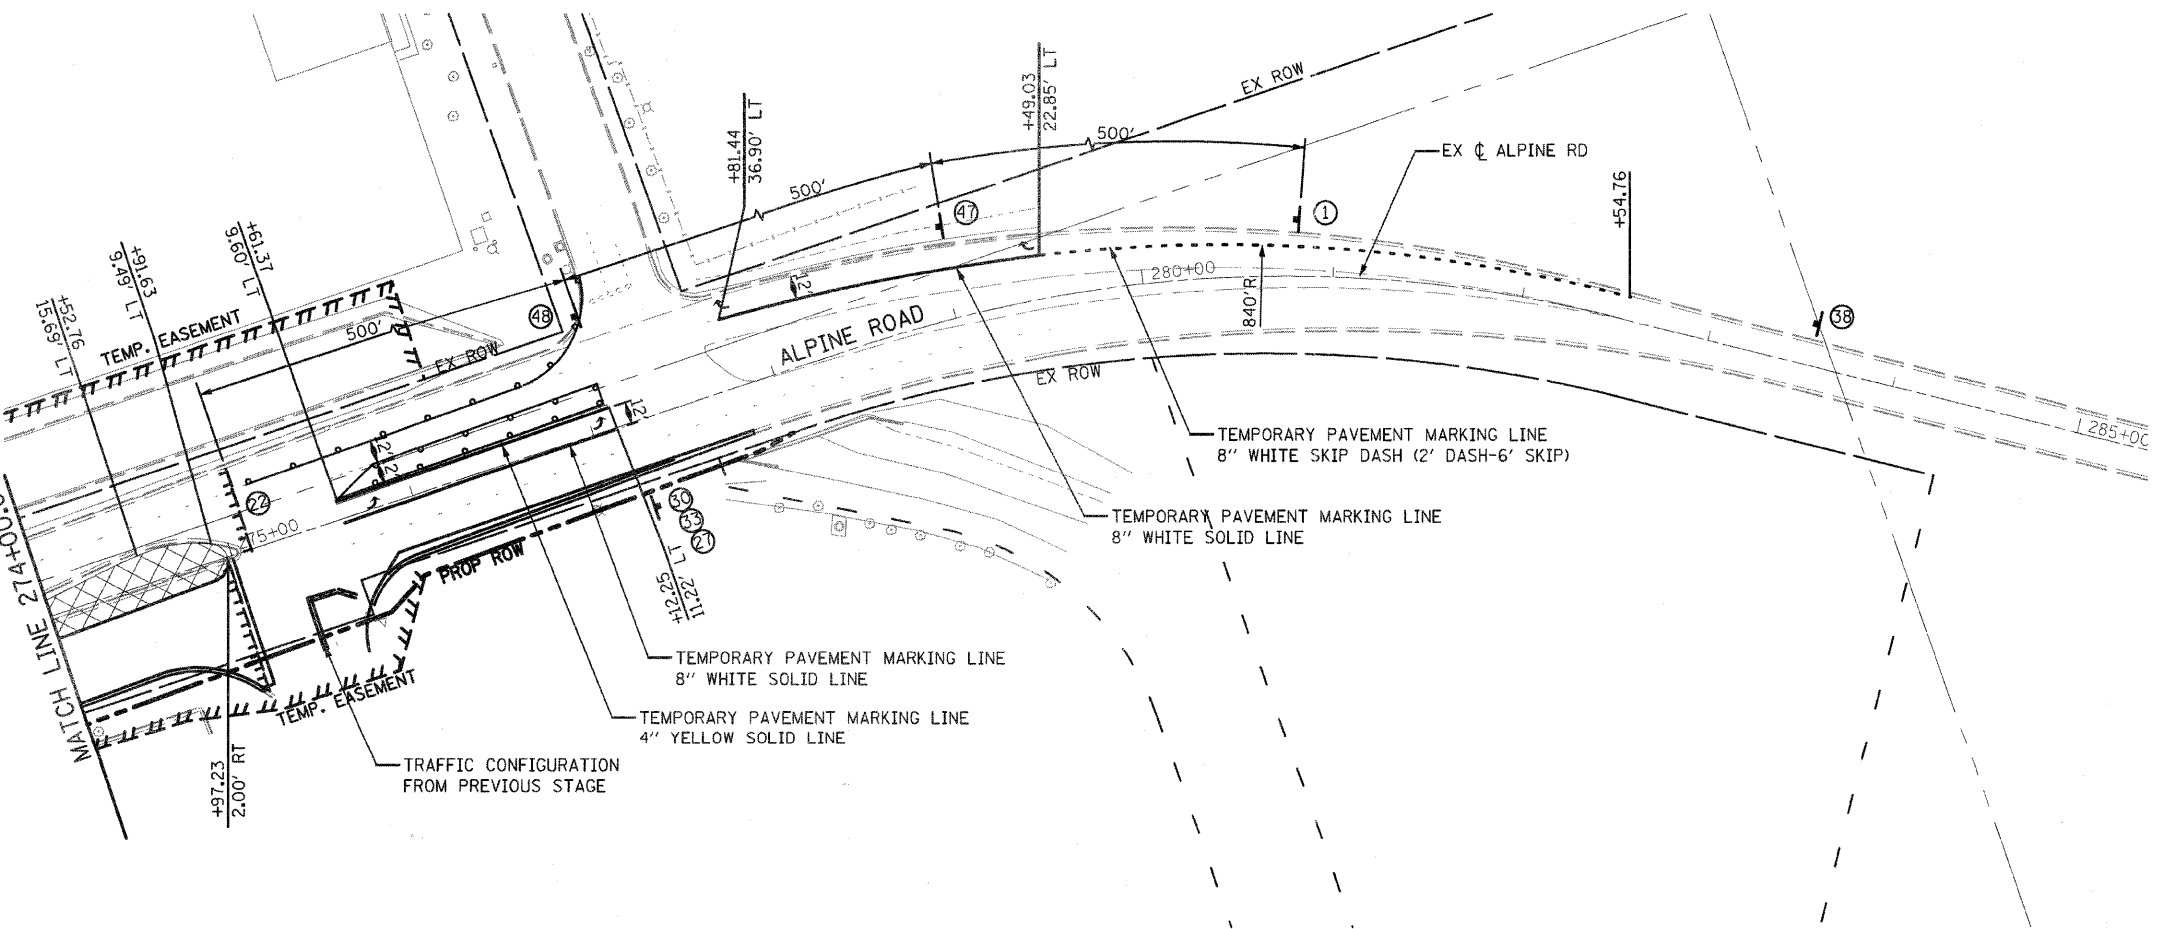 EX ROW
+49.03
22.85' LT
500'
+81.44
36.90' LT
EX ℄ ALPINE RD
500'
47
1
+54.76
+61.37
9.60' LT
+91.63
9.49' LT
+52.76
15.69' LT
TEMP. EASEMENT
500'
48
12'
280+00
840'R
38
ALPINE ROAD
EX ROW
EX ROW
12'
285+00
TEMPORARY PAVEMENT MARKING LINE
8" WHITE SKIP DASH (2' DASH-6' SKIP)
12'
2'
22
30
33
27
275+00
TEMPORARY PAVEMENT MARKING LINE
8" WHITE SOLID LINE
PROP ROW
+12.25
11.22' LT
MATCH LINE 274+00.0
TEMPORARY PAVEMENT MARKING LINE
8" WHITE SOLID LINE
TEMP. EASEMENT
TEMPORARY PAVEMENT MARKING LINE
4" YELLOW SOLID LINE
TRAFFIC CONFIGURATION
FROM PREVIOUS STAGE
+97.23
2.00' RT